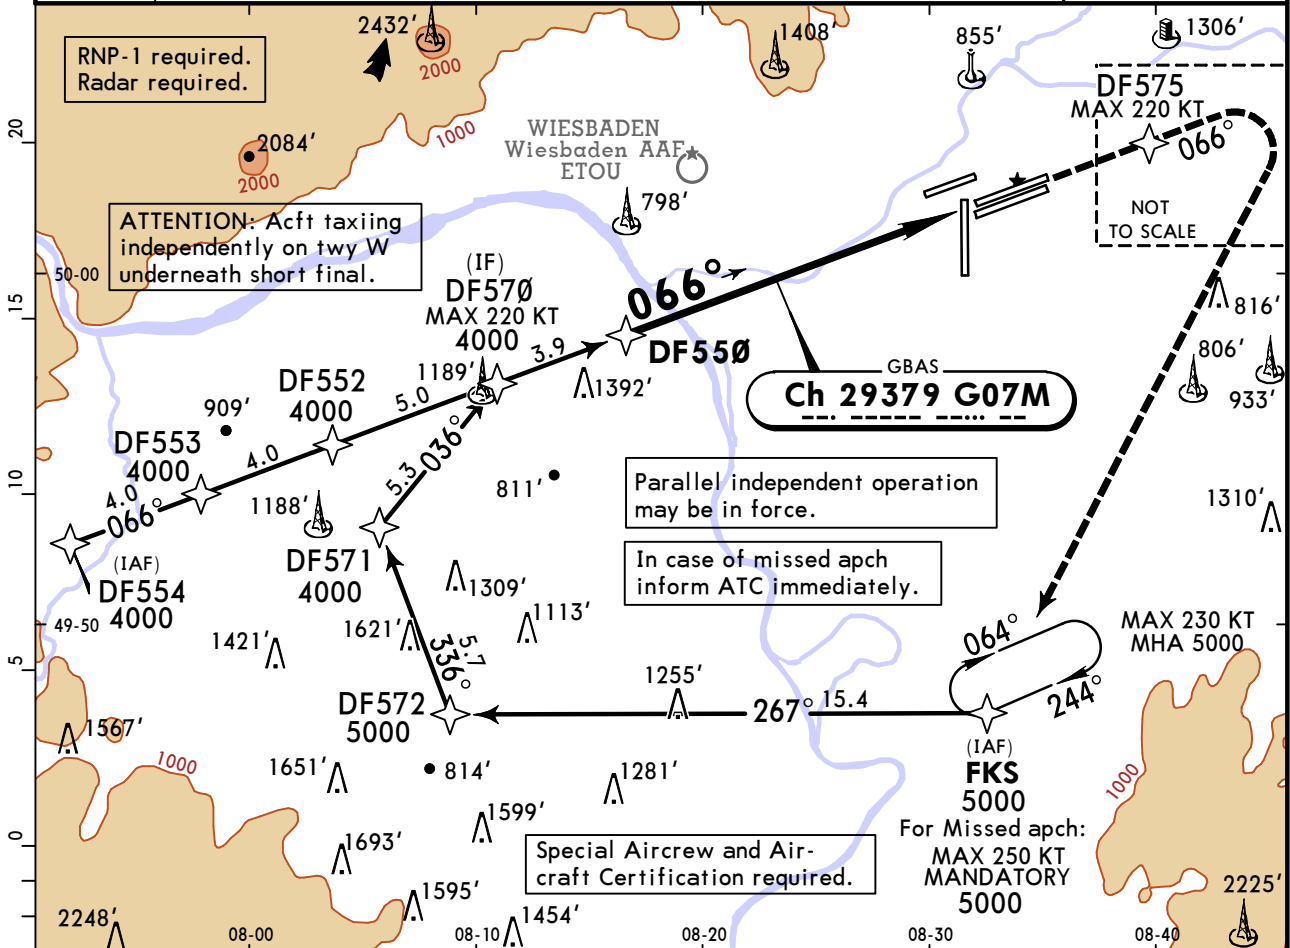 2432’
1408’
855’
1306’
RNP-1 required.
Radar required.
2000
DF575
MAX 220 KT
066°
20
2084’
2000
1000
WIESBADEN
Wiesbaden AAF
ETOU
798’
NOT
TO SCALE
ATTENTION: Acft taxiing
independently on twy W
underneath short final.
50-00
(IF)
DF57Ø
MAX 220 KT
4000
066°
816’
15
3.9
DF55Ø
806’
933’
1189’
1392’
GBAS
Ch 29379 G07M
DF552
4000
5.0
909’
DF553
4000
4.0
036°
5.3
10
4.0
066°
811’
Parallel independent operation
may be in force.
1310’
1188’
(IAF)
DF554
4000
DF571
4000
In case of missed apch
inform ATC immediately.
1309’
1113’
49-50
1421’
1621’
5.7
336°
064°
MAX 230 KT
MHA 5000
5
1255’
244°
DF572
5000
267°
15.4
1567’
(IAF)
FKS
5000
For Missed apch:
MAX 250 KT
MANDATORY
5000
1000
1651’
814’
1281’
1000
1599’
0
1693’
Special Aircrew and Air-
craft Certification required.
1595’
1454’
2248’
2225’
08-00
08-10
08-20
08-30
08-40